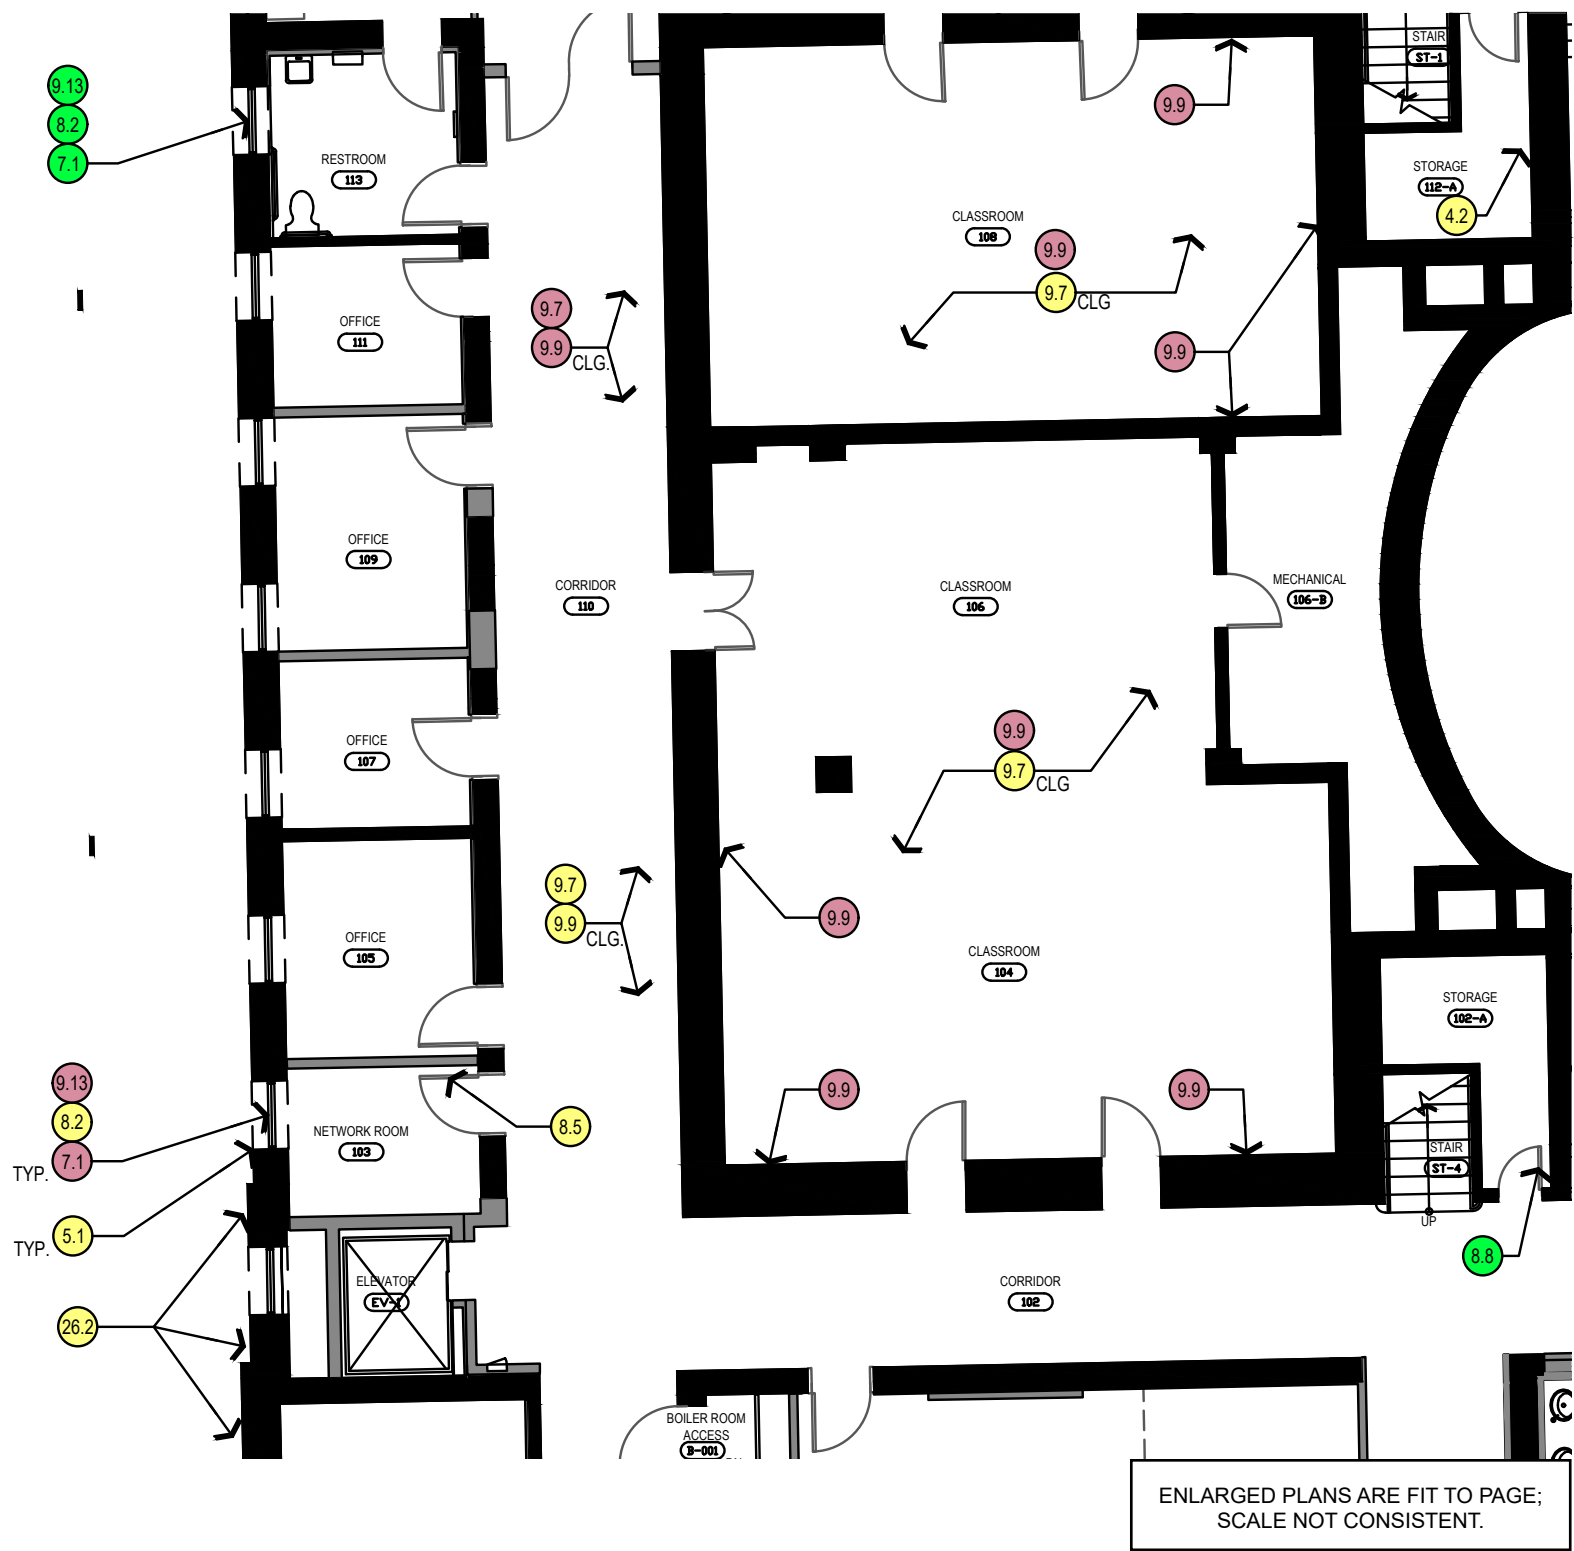 STAIR
ST-1
9.13
8.2
7.1
9.9
RESTROOM
113
STORAGE
112-A
4.2
CLASSROOM
108
9.9
9.7
CLG
OFFICE
111
9.7
9.9
CLG.
9.9
OFFICE
109
CORRIDOR
110
CLASSROOM
106
MECHANICAL
106-B
OFFICE
107
9.9
9.7
CLG
9.7
9.9
CLG.
9.9
OFFICE
105
CLASSROOM
104
STORAGE
102-A
9.13
8.2
7.1
TYP.
9.9
9.9
8.5
NETWORK ROOM
103
STAIR
ST-4
UP
5.1
TYP.
8.8
ELEVATOR
EV-1
CORRIDOR
102
26.2
BOILER ROOM
ACCESS
B-001
ENLARGED PLANS ARE FIT TO PAGE;
SCALE NOT CONSISTENT.